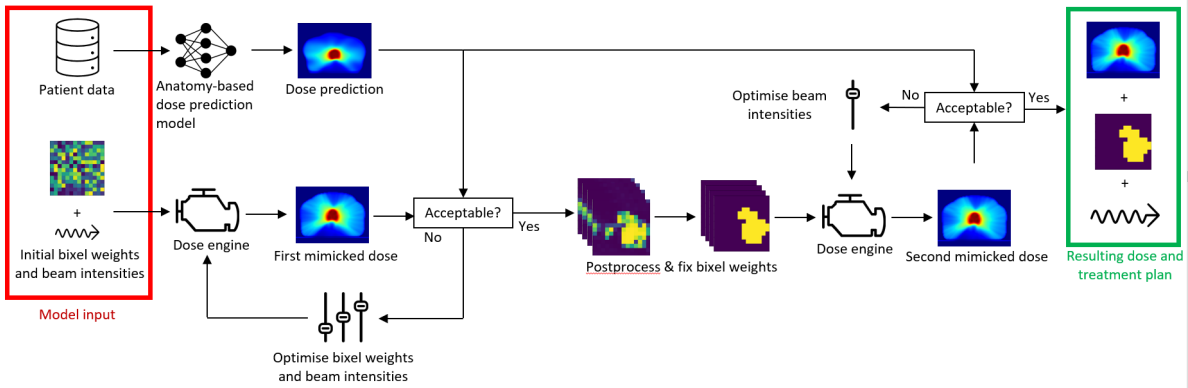 Patient data
Anatomy-based
dose prediction
model
Dose prediction
Optimise beam
intensities
No
Acceptable?
Yes
+
+
Initial bixel weights
and beam intensities
Dose engine
First mimicked dose
Acceptable?
Yes
No
Postprocess & fix bixel weights
Dose engine
Second mimicked dose
+
Resulting dose and
treatment plan
Model input
Optimise bixel weights
and beam intensities